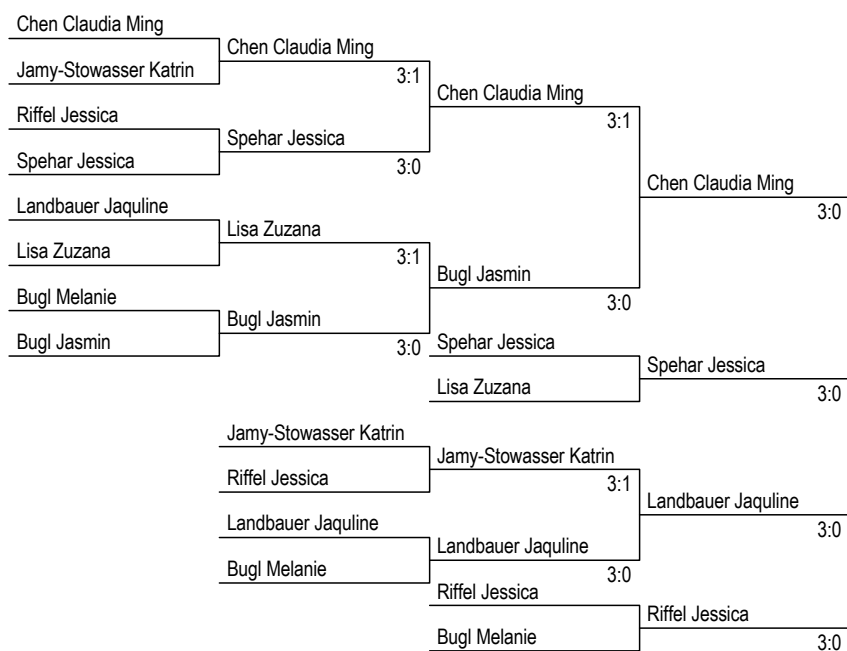 Chen Claudia Ming
Chen Claudia Ming
Jamy-Stowasser Katrin
3:1
Chen Claudia Ming
Riffel Jessica
3:1
Spehar Jessica
Spehar Jessica
3:0
Chen Claudia Ming
Landbauer Jaquline
3:0
Lisa Zuzana
Lisa Zuzana
3:1
Bugl Jasmin
Bugl Melanie
3:0
Bugl Jasmin
Bugl Jasmin
3:0
Spehar Jessica
Spehar Jessica
Lisa Zuzana
3:0
Jamy-Stowasser Katrin
Jamy-Stowasser Katrin
Riffel Jessica
3:1
Landbauer Jaquline
Landbauer Jaquline
3:0
Landbauer Jaquline
Bugl Melanie
3:0
Riffel Jessica
Riffel Jessica
Bugl Melanie
3:0